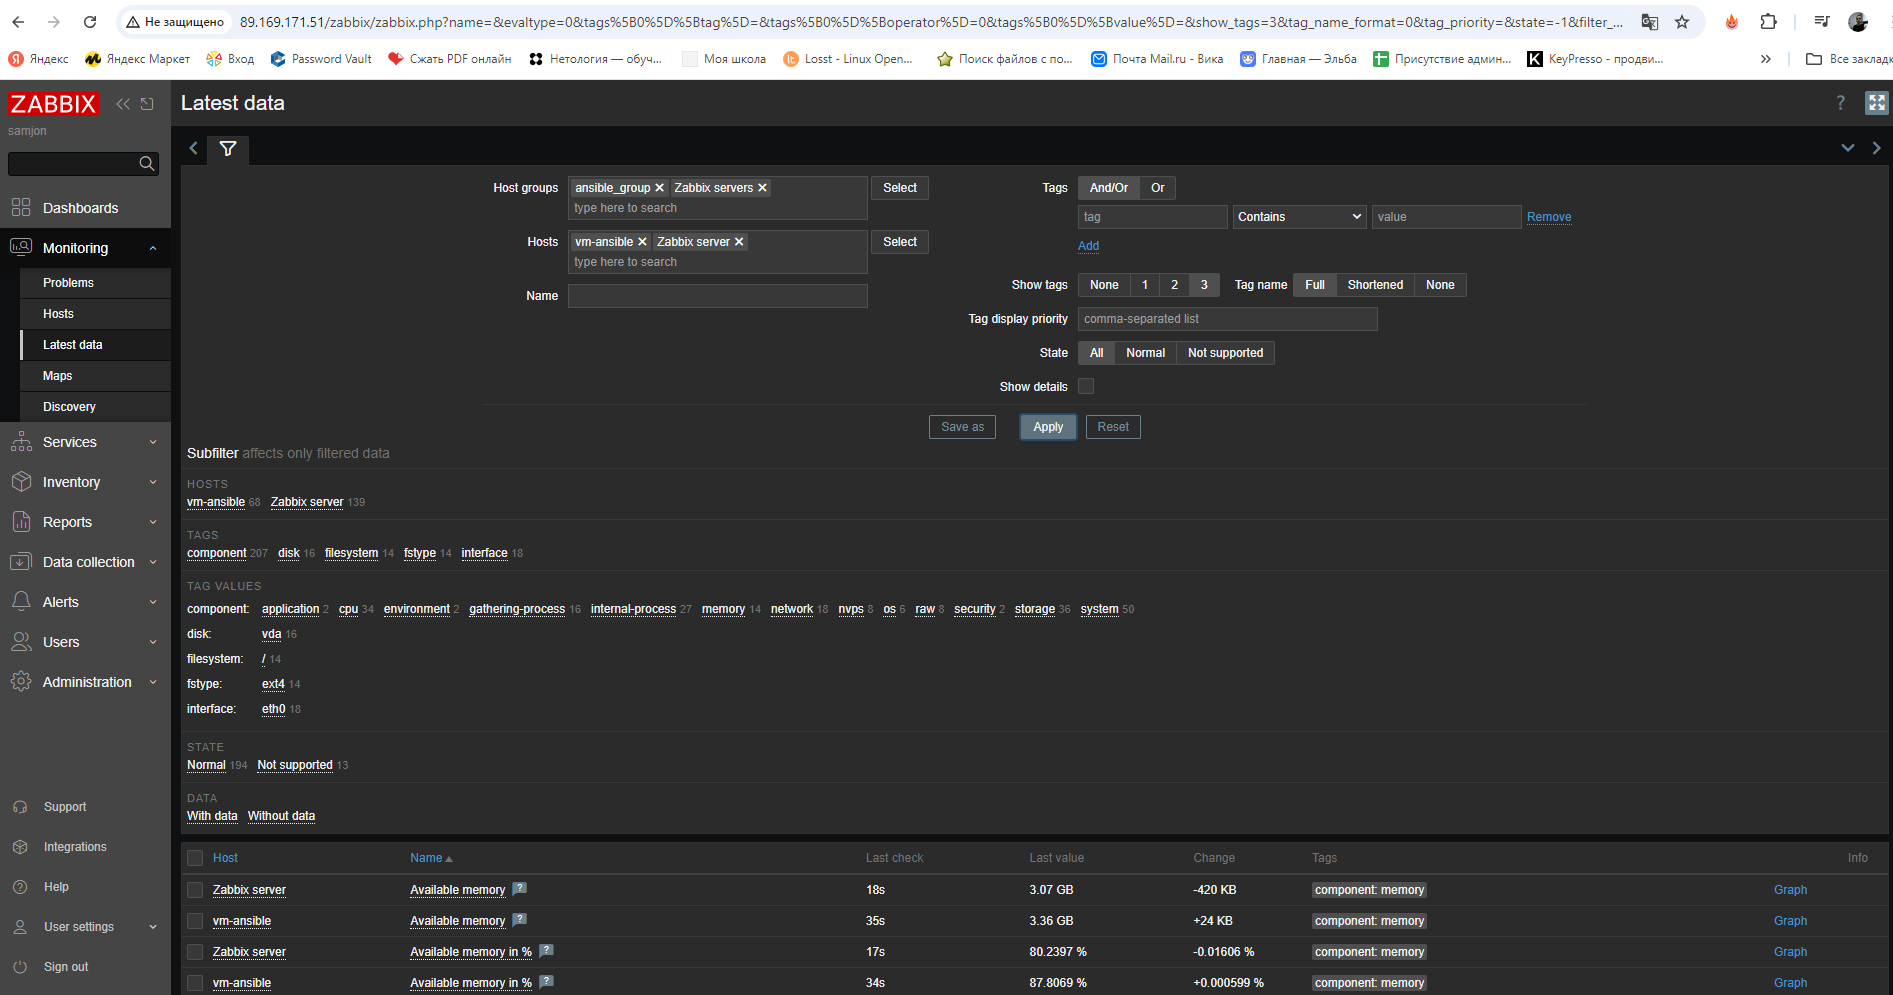 Не защищено 89.169.171.51/zabbix/zabbix.php?name=&evaltype=0&tags%5B0%5D%5Btag%5D=&tags%5B0%5D%5Boperator%5D=0&tags%5B0%5D%5Bvalue%5D=&show_tags=3&tag_name_format=0&tag_priority=&state=-1&filter_...
Яндекс Яндекс Маркет Вход Password Vault Сжать PDF онлайн Нетология — обуч... Моя школа Losst - Linux Open... Поиск файлов с по... Почта Mail.ru - Вика Главная — Эльба Присутствие админ... KeyPresso - продви... » Все заклад
ZABBIX
samjon
Dashboards
Monitoring
Problems
Hosts
Latest data
Maps
Discovery
Services
Inventory
Reports
Data collection
Alerts
Users
Administration
Support
Integrations
Help
User settings
Sign out
Latest data
?
Host groups ansible_group Zabbix servers Select
type here to search
Hosts vm-ansible Zabbix server Select
type here to search
Name
Tags And/Or Or
tag Contains value Remove
Add
Show tags None 1 2 3 Tag name Full Shortened None
Tag display priority comma-separated list
State All Normal Not supported
Show details
Save as Apply Reset
Subfilter affects only filtered data
HOSTS
vm-ansible 68 Zabbix server 139
TAGS
component 207 disk 16 filesystem 14 fstype 14 interface 18
TAG VALUES
component: application 2 cpu 34 environment 2 gathering-process 16 internal-process 27 memory 14 network 18 nvps 8 os 6 raw 8 security 2 storage 36 system 50
disk: vda 16
filesystem: / 14
fstype: ext4 14
interface: eth0 18
STATE
Normal 194 Not supported 13
DATA
With data Without data
Host Name Last check Last value Change Tags Info
Zabbix server Available memory ? 18s 3.07 GB -420 KB component: memory Graph
vm-ansible Available memory ? 35s 3.36 GB +24 KB component: memory Graph
Zabbix server Available memory in % ? 17s 80.2397 % -0.01606 % component: memory Graph
vm-ansible Available memory in % ? 34s 87.8069 % +0.000599 % component: memory Graph